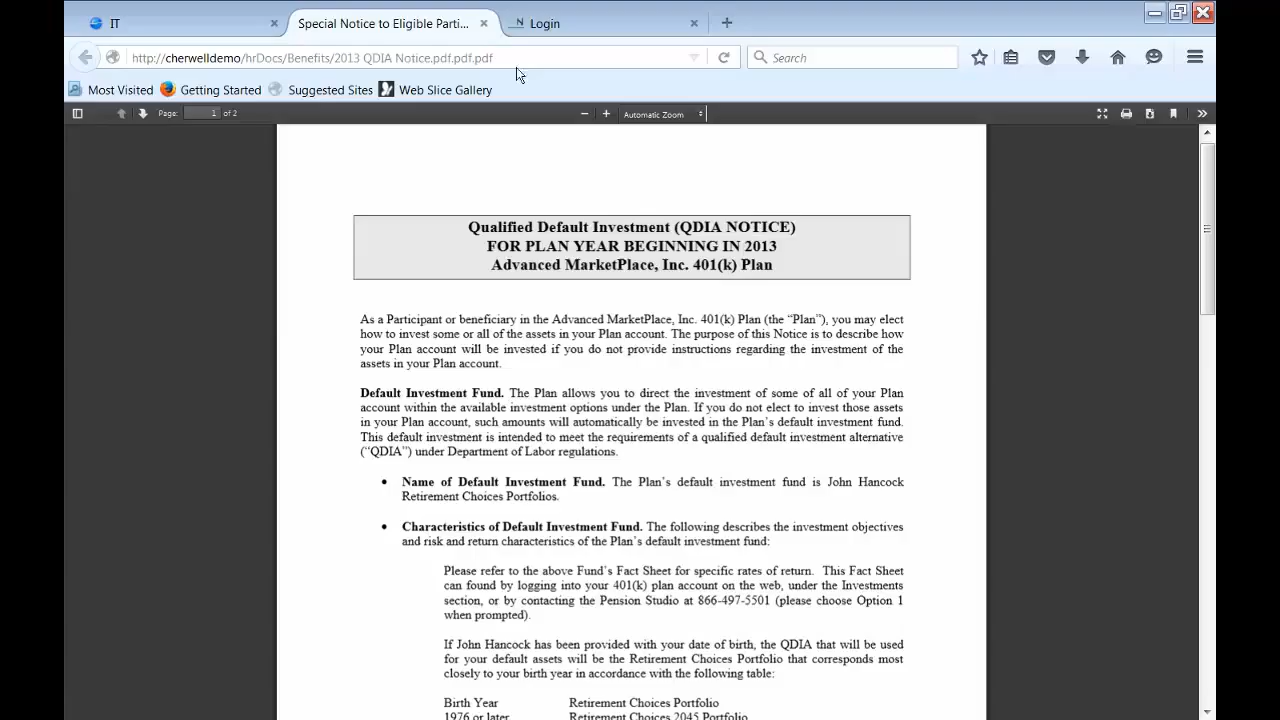 IT
Special Notice to Eligible Parti...
N Login
http://cherwelldemo/hrDocs/Benefits/2013 QDIA Notice.pdf.pdf.pdf
Search
Most Visited
Getting Started
Suggested Sites
Web Slice Gallery
Page: 1 of 2
Automatic Zoom
Qualified Default Investment (QDIA NOTICE)
FOR PLAN YEAR BEGINNING IN 2013
Advanced MarketPlace, Inc. 401(k) Plan
As a Participant or beneficiary in the Advanced MarketPlace, Inc. 401(k) Plan (the “Plan”), you may elect
how to invest some or all of the assets in your Plan account. The purpose of this Notice is to describe how
your Plan account will be invested if you do not provide instructions regarding the investment of the
assets in your Plan account.
Default Investment Fund. The Plan allows you to direct the investment of some of all of your Plan
account within the available investment options under the Plan. If you do not elect to invest those assets
in your Plan account, such amounts will automatically be invested in the Plan’s default investment fund.
This default investment is intended to meet the requirements of a qualified default investment alternative
(“QDIA”) under Department of Labor regulations.
• Name of Default Investment Fund. The Plan’s default investment fund is John Hancock
Retirement Choices Portfolios.
• Characteristics of Default Investment Fund. The following describes the investment objectives
and risk and return characteristics of the Plan’s default investment fund:
Please refer to the above Fund’s Fact Sheet for specific rates of return. This Fact Sheet
can found by logging into your 401(k) plan account on the web, under the Investments
section, or by contacting the Pension Studio at 866-497-5501 (please choose Option 1
when prompted).
If John Hancock has been provided with your date of birth, the QDIA that will be used
for your default assets will be the Retirement Choices Portfolio that corresponds most
closely to your birth year in accordance with the following table:
Birth Year Retirement Choices Portfolio
1976 or later Retirement Choices 2045 Portfolio